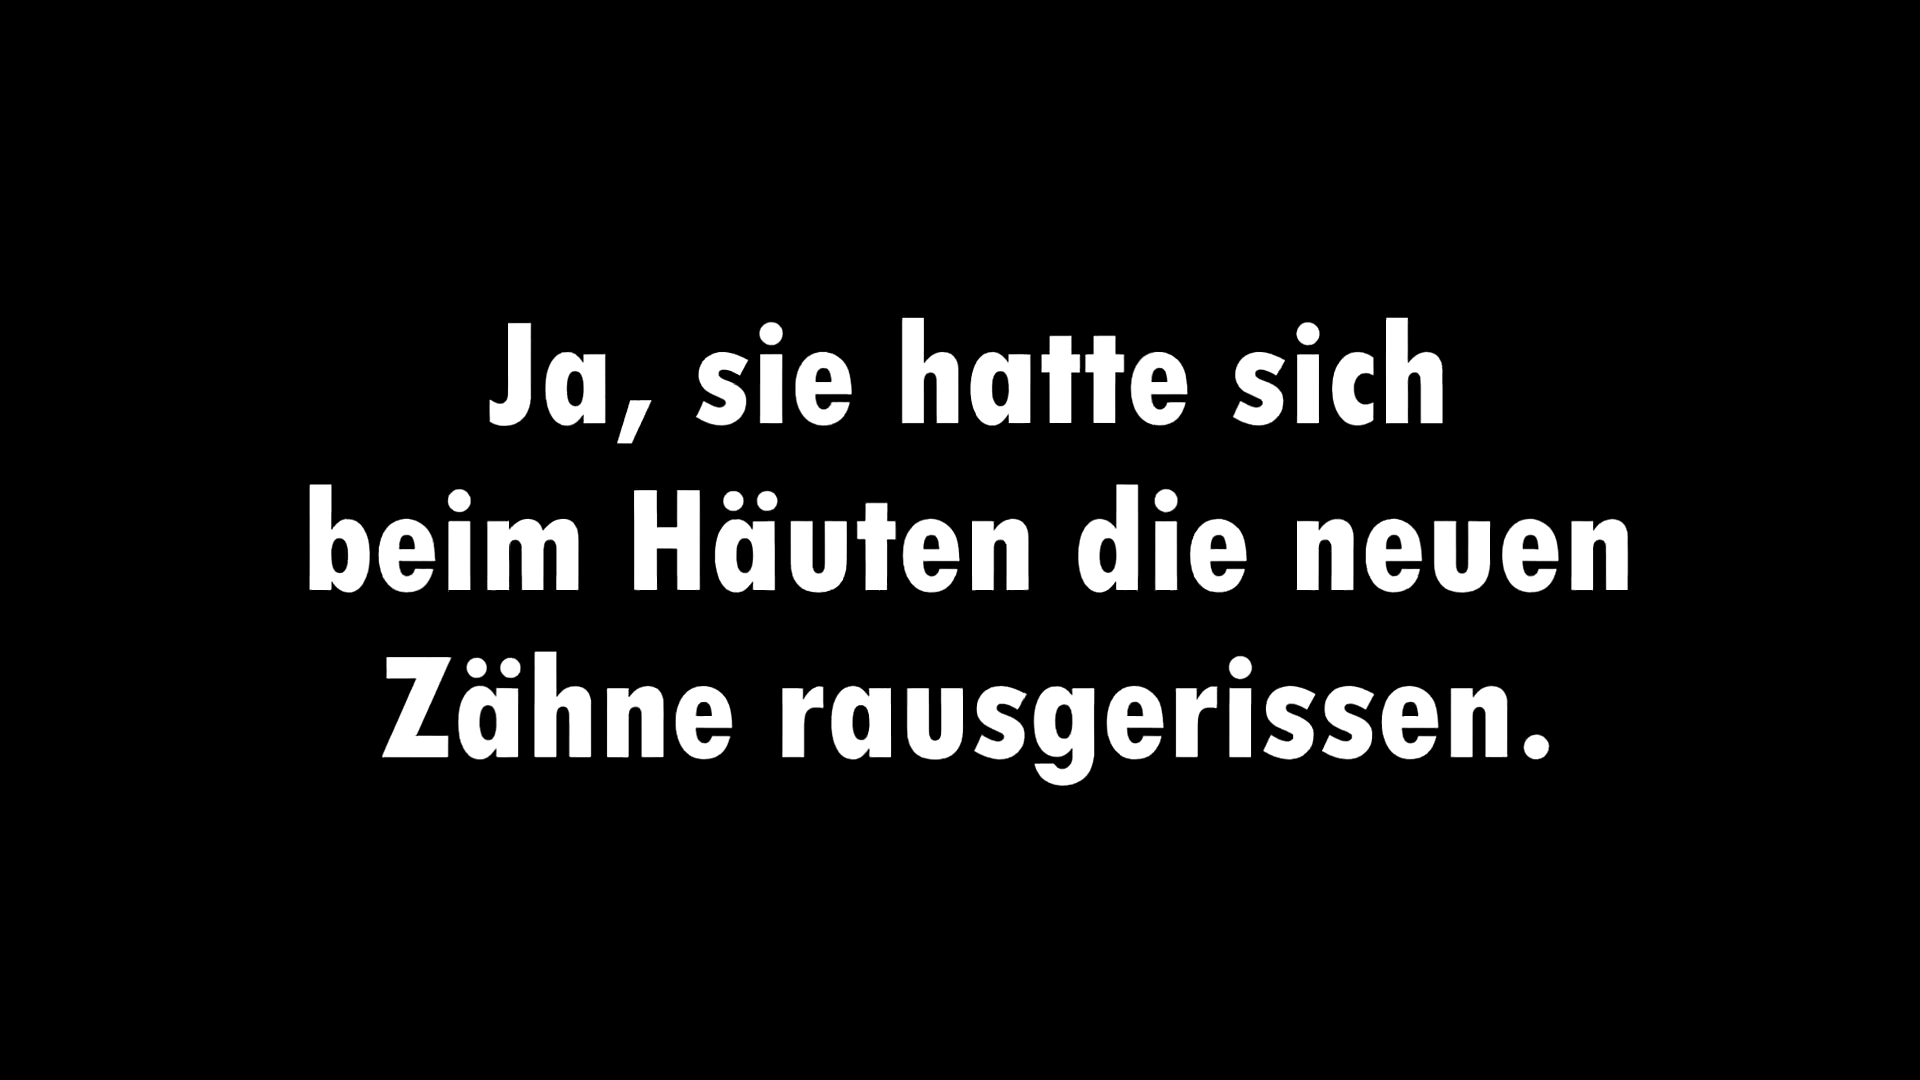 Ja, sie hatte sich
beim Häuten die neuen
Zähne rausgerissen.